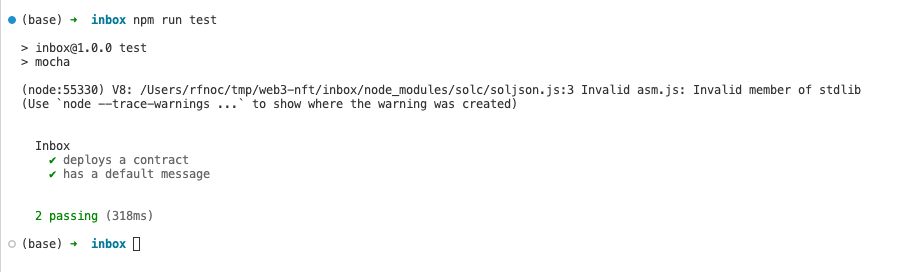 (base) ➜ inbox npm run test
> inbox@1.0.0 test
> mocha
(node:55330) V8: /Users/rfnoc/tmp/web3-nft/inbox/node_modules/solc/soljson.js:3 Invalid asm.js: Invalid member of stdlib
(Use `node --trace-warnings ...` to show where the warning was created)
Inbox
✔ deploys a contract
✔ has a default message
2 passing (318ms)
(base) ➜ inbox